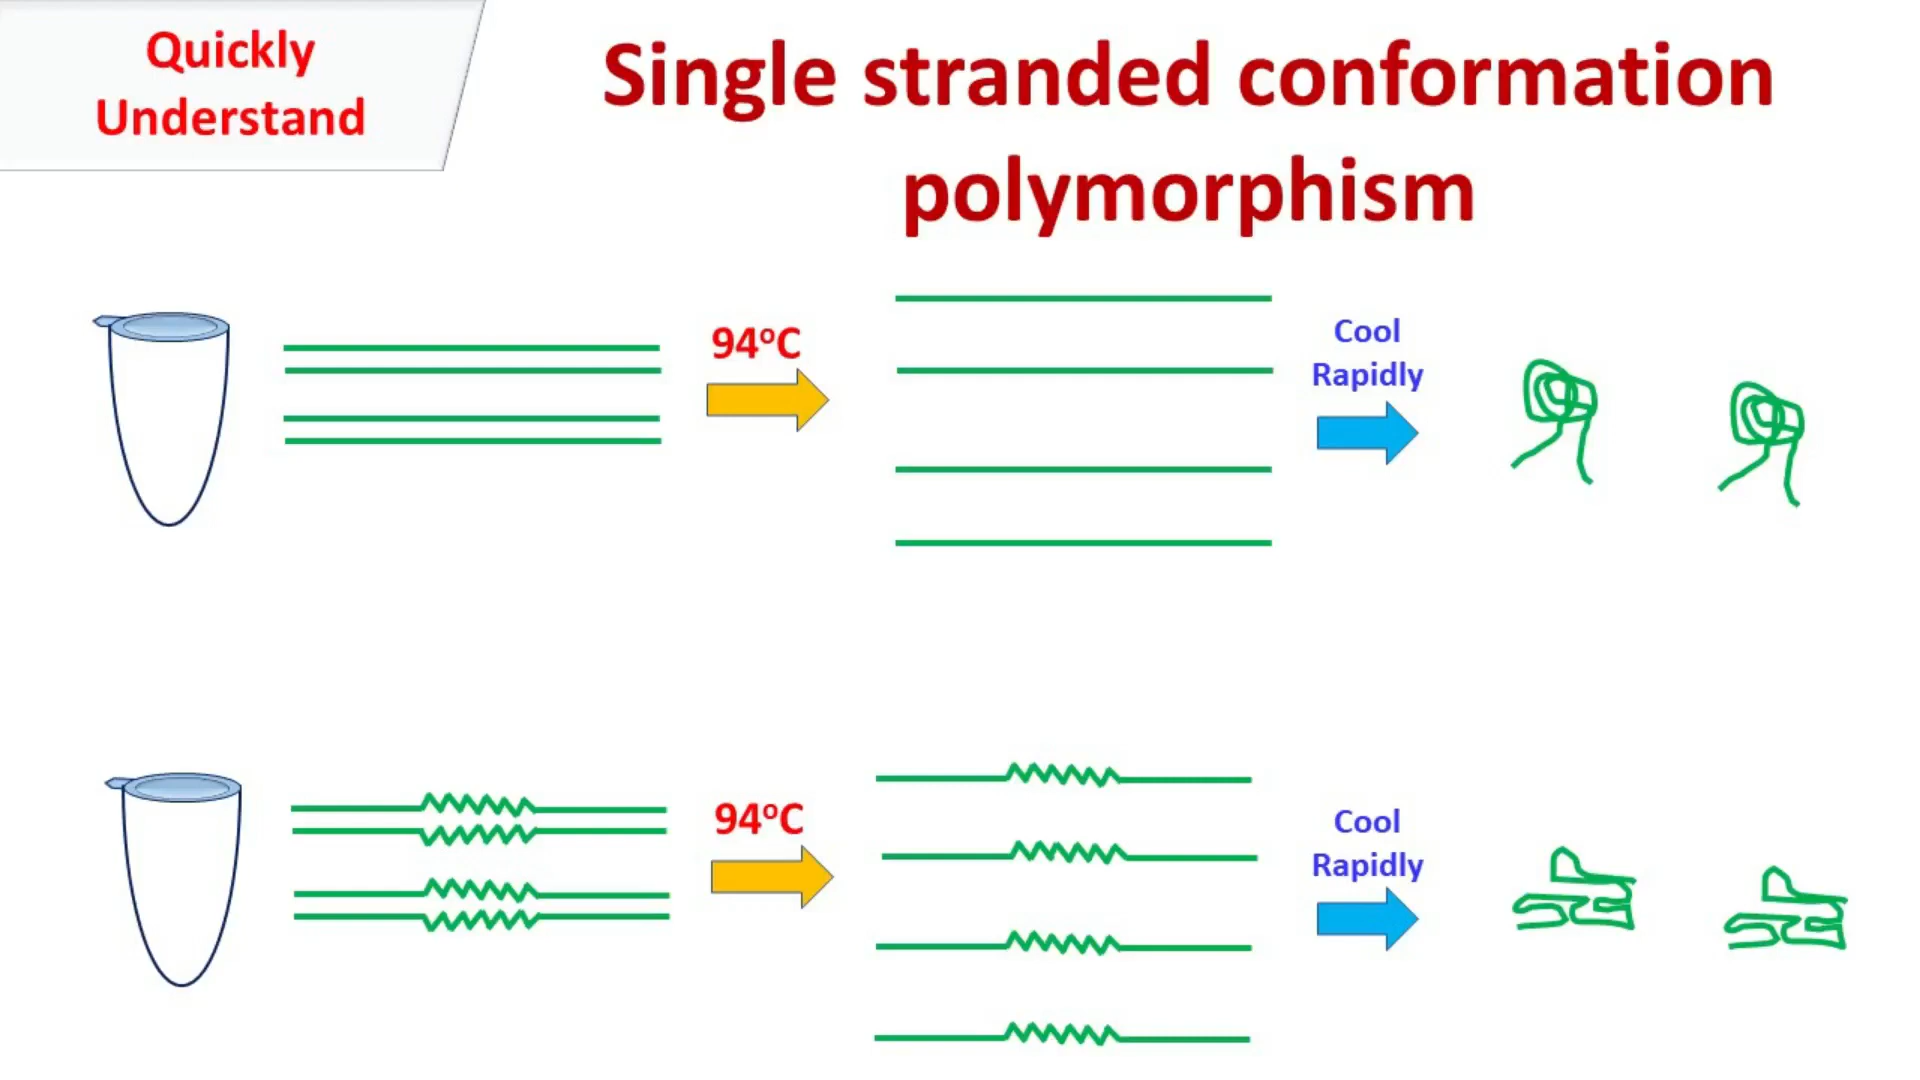 Quickly
Understand
Single stranded conformation
polymorphism
94°C
Cool
Rapidly
94°C
Cool
Rapidly